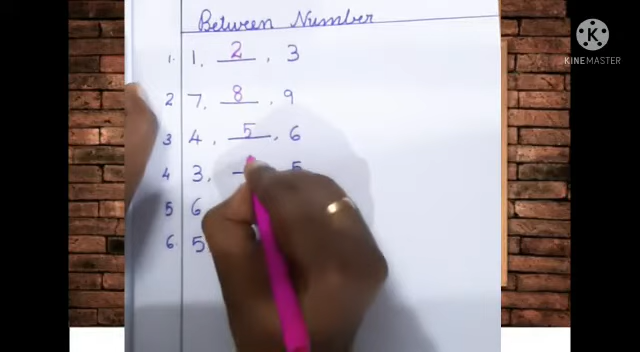 Between Number
1. 1, 2, 3
2 7, 8, 9
3 4, 5, 6
4 3, 5
5 6
6. 5
KINEMASTER